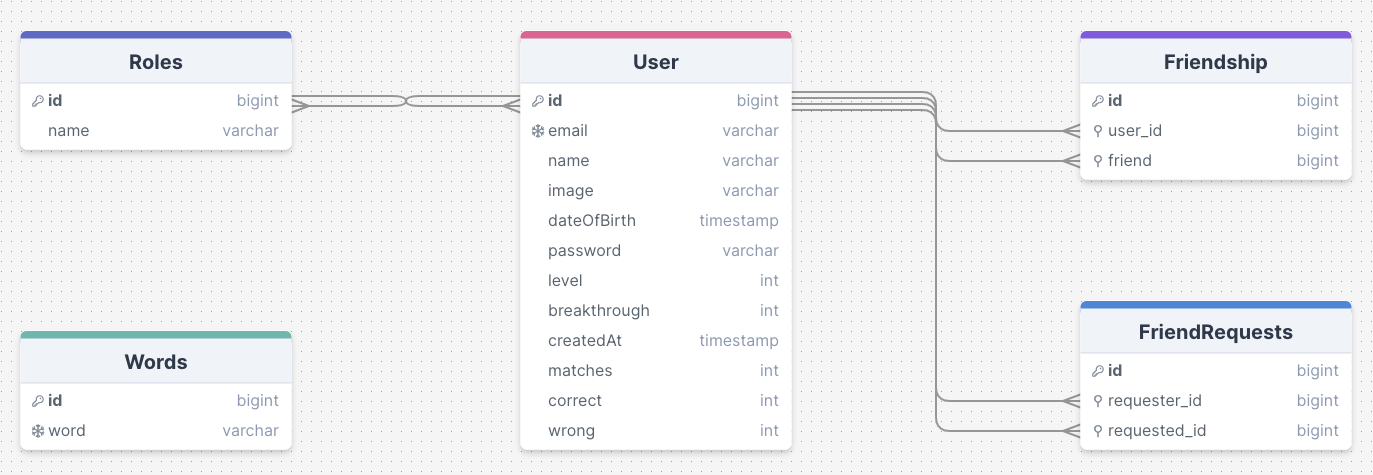 Roles
id bigint
name varchar
User
id bigint
email varchar
name varchar
image varchar
dateOfBirth timestamp
password varchar
level int
breakthrough int
createdAt timestamp
matches int
correct int
wrong int
Friendship
id bigint
user_id bigint
friend bigint
Words
id bigint
word varchar
FriendRequests
id bigint
requester_id bigint
requested_id bigint